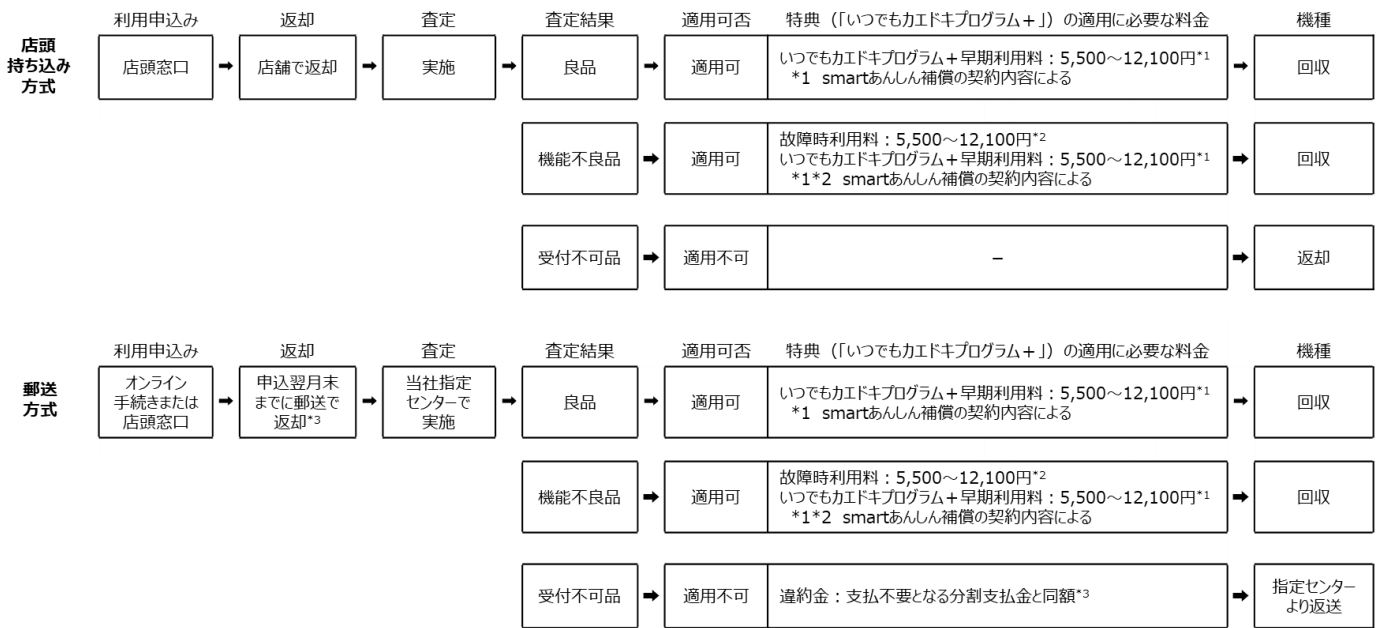 利用申込み 返却 査定 査定結果 適用可否 特典（「いつでもカエドキプログラム＋」）の適用に必要な料金 機種
店頭
持ち込み
方式
店頭窓口 ➡ 店舗で返却 ➡ 実施 ➡ 良品 ➡ 適用可 いつでもカエドキプログラム＋早期利用料：5,500～12,100円*1 ➡ 回収
*1 smartあんしん補償の契約内容による
機能不良品 ➡ 適用可 故障時利用料：5,500～12,100円*2 ➡ 回収
いつでもカエドキプログラム＋早期利用料：5,500～12,100円*1
*1*2 smartあんしん補償の契約内容による
受付不可品 ➡ 適用不可 － ➡ 返却
利用申込み 返却 査定 査定結果 適用可否 特典（「いつでもカエドキプログラム＋」）の適用に必要な料金 機種
郵送
方式
オンライン
手続きまたは
店頭窓口 ➡ 申込翌月末
までに郵送で
返却*3 ➡ 当社指定
センターで
実施 ➡ 良品 ➡ 適用可 いつでもカエドキプログラム＋早期利用料：5,500～12,100円*1 ➡ 回収
*1 smartあんしん補償の契約内容による
機能不良品 ➡ 適用可 故障時利用料：5,500～12,100円*2 ➡ 回収
いつでもカエドキプログラム＋早期利用料：5,500～12,100円*1
*1*2 smartあんしん補償の契約内容による
受付不可品 ➡ 適用不可 違約金：支払不要となる分割支払金と同額*3 ➡ 指定センター
より返送